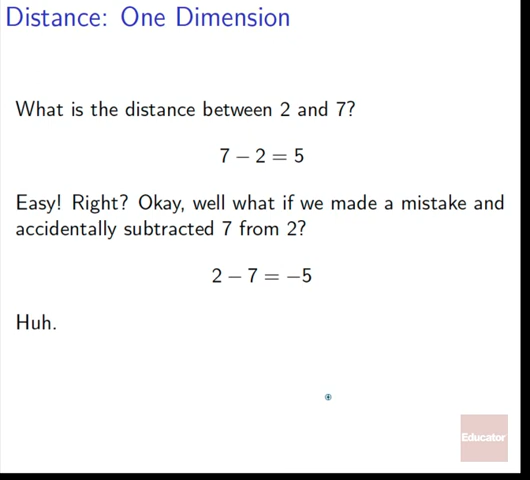 Distance: One Dimension
What is the distance between 2 and 7?
7 − 2 = 5
Easy! Right? Okay, well what if we made a mistake and
accidentally subtracted 7 from 2?
2 − 7 = −5
Huh.
Educator